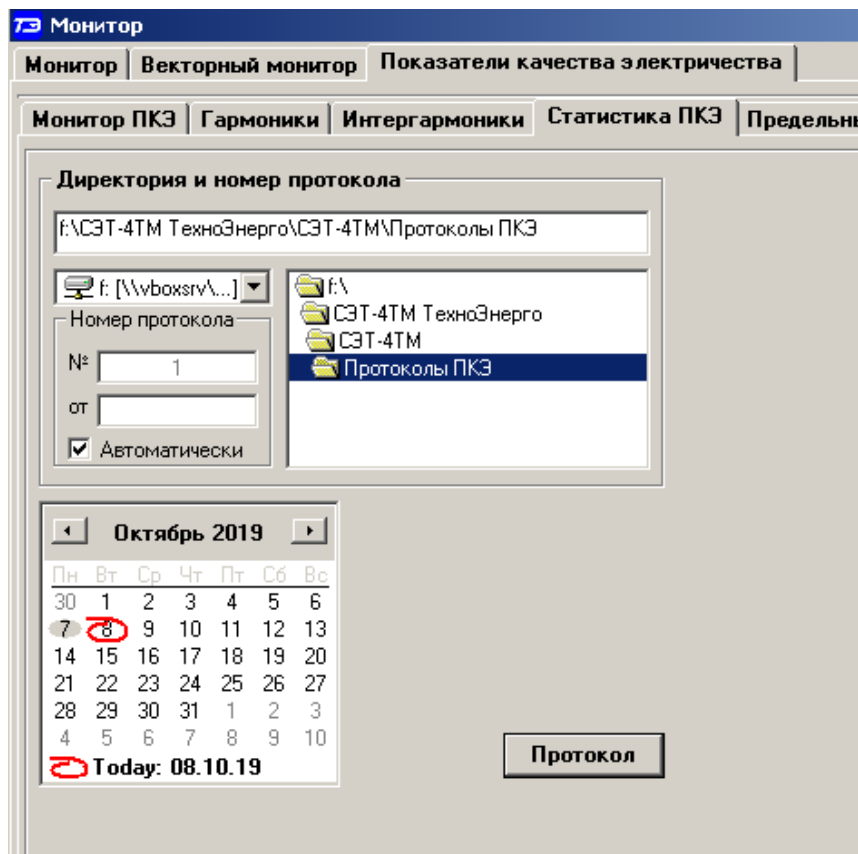 ТЭ Монитор
Монитор Векторный монитор Показатели качества электричества
Монитор ПКЭ Гармоники Интергармоники Статистика ПКЭ
Директория и номер протокола
f:\СЭТ-4ТМ ТехноЭнерго\СЭТ-4ТМ\Протоколы ПКЭ
f: [\\vboxsrv\...]
f:\
СЭТ-4ТМ ТехноЭнерго
СЭТ-4ТМ
Протоколы ПКЭ
Номер протокола
№ 1
от
Автоматически
Октябрь 2019
Пн Вт Ср Чт Пт Сб Вс
30 1 2 3 4 5 6
7 8 9 10 11 12 13
14 15 16 17 18 19 20
21 22 23 24 25 26 27
28 29 30 31 1 2 3
4 5 6 7 8 9 10
Today: 08.10.19
Протокол